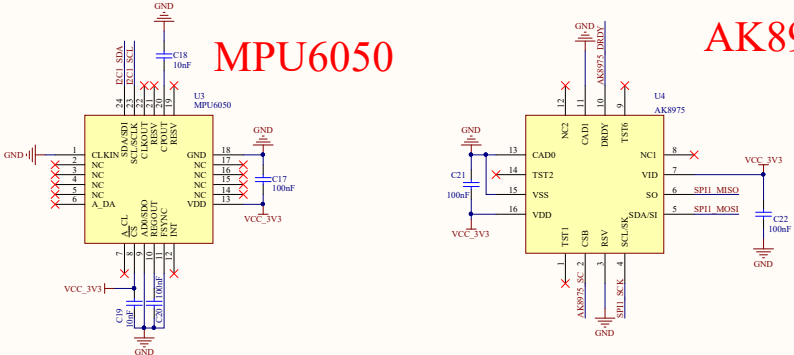 GND
C18
10nF
I2C1_SDA
I2C1_SCL
MPU6050
U3
MPU6050
24
23
22
21
20
19
SDA/SDI
SCL/SCLK
CLKOUT
RESV
CPOUT
RESV
GND
1
CLKIN
2
NC
3
NC
4
NC
5
NC
6
A_DA
GND
18
NC
17
NC
16
NC
15
NC
14
VDD
13
GND
C17
100nF
VCC_3V3
A_CL
CS
AD0/SDO
REGOUT
FSYNC
INT
7
8
9
10
11
12
VCC_3V3
C19
10nF
C20
100nF
GND
AK89
GND
AK8975_DRDY
U4
AK8975
12
11
10
9
NC2
CAD1
DRDY
TST6
GND
C21
100nF
VCC_3V3
13
CAD0
14
TST2
15
VSS
16
VDD
NC1
8
VID
7
SO
6
SPI1_MISO
SDA/SI
5
SPI1_MOSI
VCC_3V3
C22
100nF
GND
TST1
CSB
RSV
SCL/SK
1
2
3
4
AK8975_SC
SPI1_SCK
GND